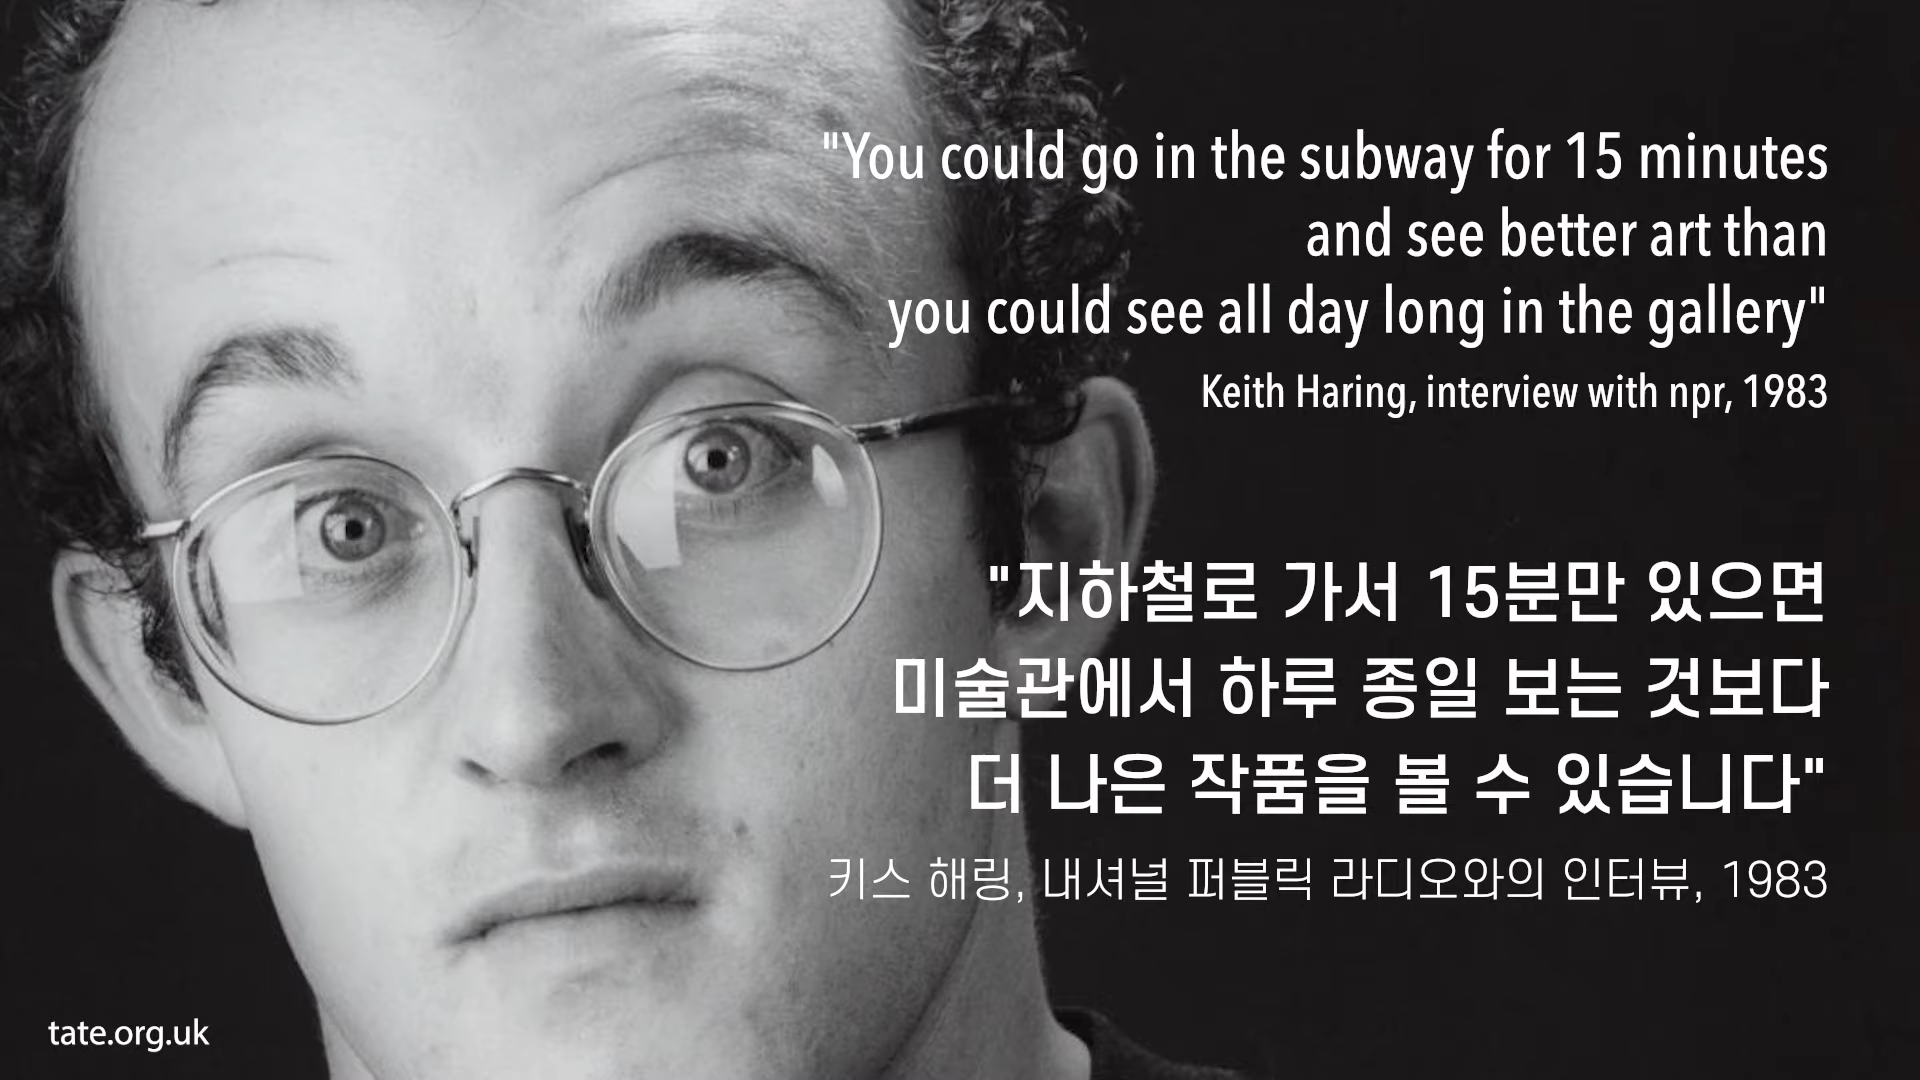 "You could go in the subway for 15 minutes
and see better art than
you could see all day long in the gallery"
Keith Haring, interview with npr, 1983
"지하철로 가서 15분만 있으면
미술관에서 하루 종일 보는 것보다
더 나은 작품을 볼 수 있습니다"
키스 해링, 내셔널 퍼블릭 라디오와의 인터뷰, 1983
tate.org.uk